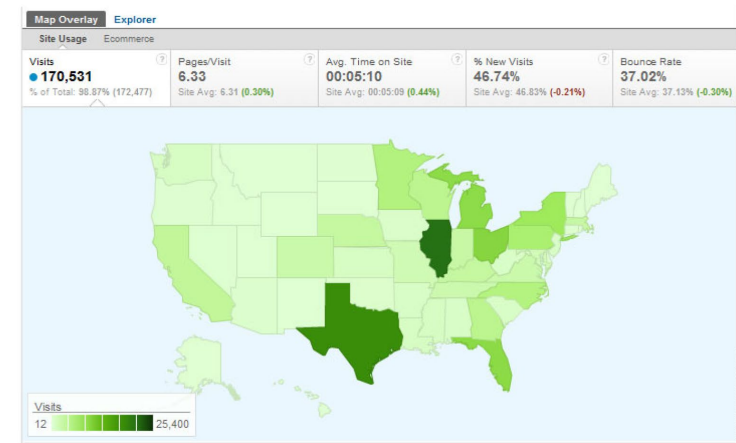 Map Overlay Explorer
Site Usage Ecommerce
Visits ? Pages/Visit ? Avg. Time on Site ? % New Visits ? Bounce Rate
170,531 6.33 00:05:10 46.74% 37.02%
% of Total: 98.87% (172,477) Site Avg: 6.31 (0.30%) Site Avg: 00:05:09 (0.44%) Site Avg: 46.83% (-0.21%) Site Avg: 37.13% (-0.30%)
Visits
12 25,400